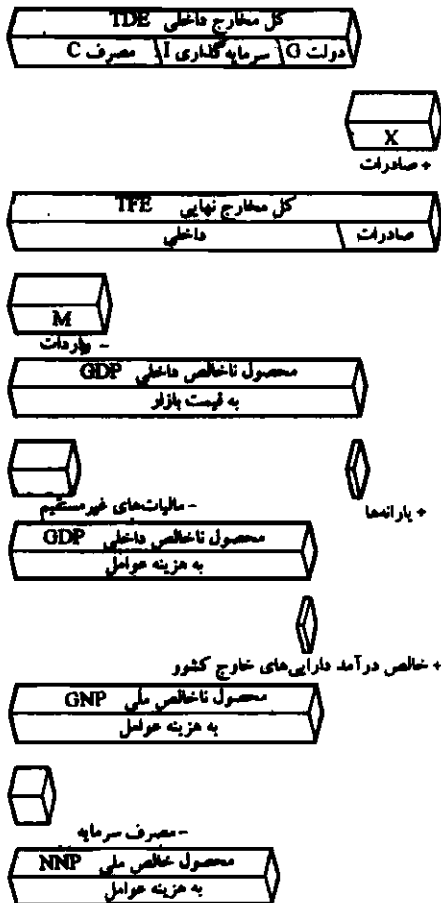 کل مخارج داخلی TDE
دولت G سرمایه‌گذاری I مصرف C
X
+ صادرات
کل مخارج نهایی TFE
صادرات داخلی
M
- واردات
محصول ناخالص داخلی GDP
به قیمت بازار
- مالیات‌های غیرمستقیم
+ یارانه‌ها
محصول ناخالص داخلی GDP
به هزینه عوامل
+ خالص درآمد دارایی‌های خارج کشور
محصول ناخالص ملی GNP
به هزینه عوامل
- مصرف سرمایه
محصول خالص ملی NNP
به هزینه عوامل